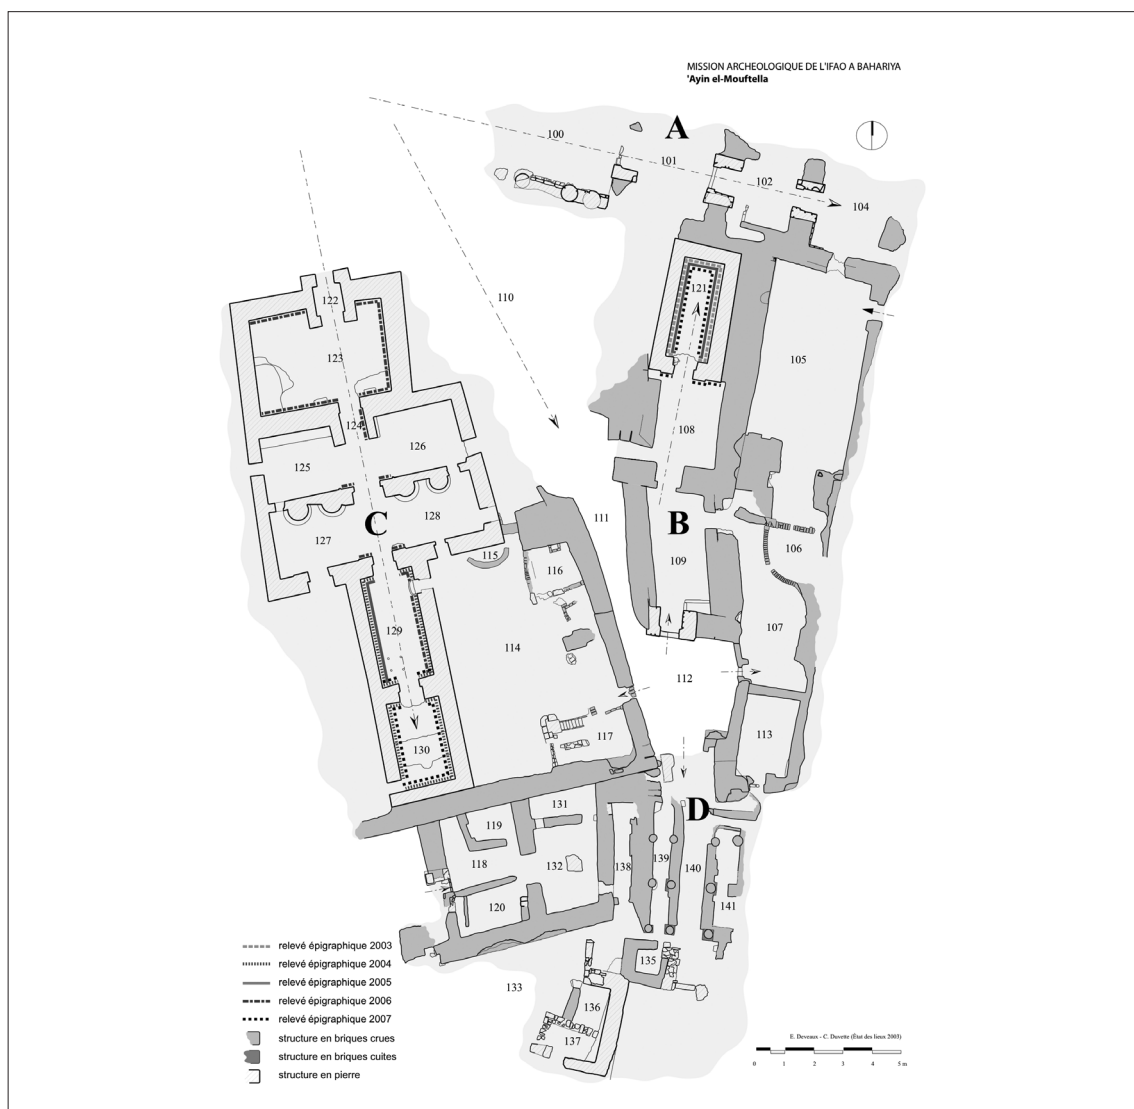 MISSION ARCHEOLOGIQUE DE L'IFAO A BAHARIYA
'Ayin el-Mouftella
A
100
101
102
104
110
121
122
105
123
108
124
126
125
111
B
128
C
127
115
116
106
109
129
107
114
112
117
113
130
131
D
119
118
132
138
139
140
120
141
135
133
136
137
relevé épigraphique 2003
relevé épigraphique 2004
relevé épigraphique 2005
relevé épigraphique 2006
relevé épigraphique 2007
structure en briques crues
structure en briques cuites
structure en pierre
E. Deveaux - C. Duvette (État des lieux 2003)
0 1 2 3 4 5 m